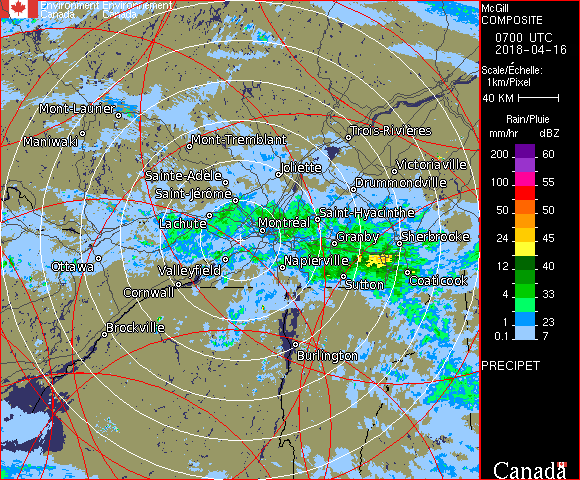 Environment Environnement
Canada Canada
Mont-Laurier
Maniwaki
Mont-Tremblant
Trois-Rivières
Joliette
Victoriaville
Sainte-Adèle
Drummondville
Saint-Jérôme
Saint-Hyacinthe
Lachute
Montréal
Granby
Sherbrooke
Ottawa
Valleyfield
Napierville
Sutton
Coaticook
Cornwall
Brockville
Burlington
McGill
COMPOSITE
0700 UTC
2018-04-16
Scale/Échelle:
1km/Pixel
40 KM
Rain/Pluie
mm/hr dBZ
200 60
100 55
50 50
24 45
12 40
4 33
1 23
0.1 7
PRECIPET
Canada